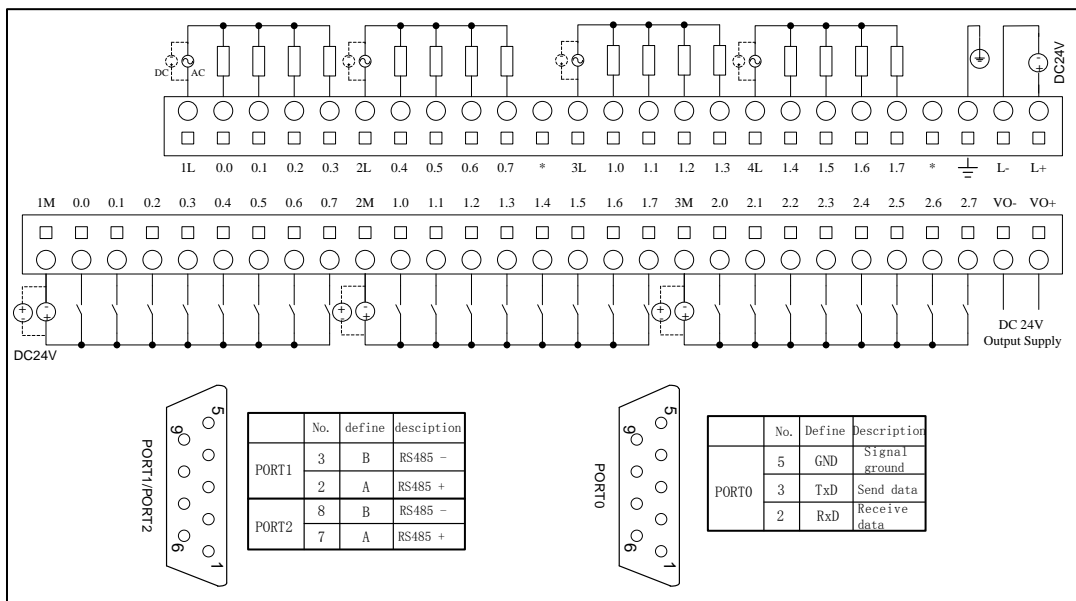 DC AC DC24V
1L 0.0 0.1 0.2 0.3 2L 0.4 0.5 0.6 0.7 * 3L 1.0 1.1 1.2 1.3 4L 1.4 1.5 1.6 1.7 * L- L+
1M 0.0 0.1 0.2 0.3 0.4 0.5 0.6 0.7 2M 1.0 1.1 1.2 1.3 1.4 1.5 1.6 1.7 3M 2.0 2.1 2.2 2.3 2.4 2.5 2.6 2.7 VO- VO+
DC24V
DC 24V
Output Supply
PORT1/PORT2
5
9
6
1
No. define desciption
PORT1 3 B RS485 -
2 A RS485 +
PORT2 8 B RS485 -
7 A RS485 +
PORT0
5
9
6
1
No. Define Description
PORT0 5 GND Signal ground
3 TxD Send data
2 RxD Receive data